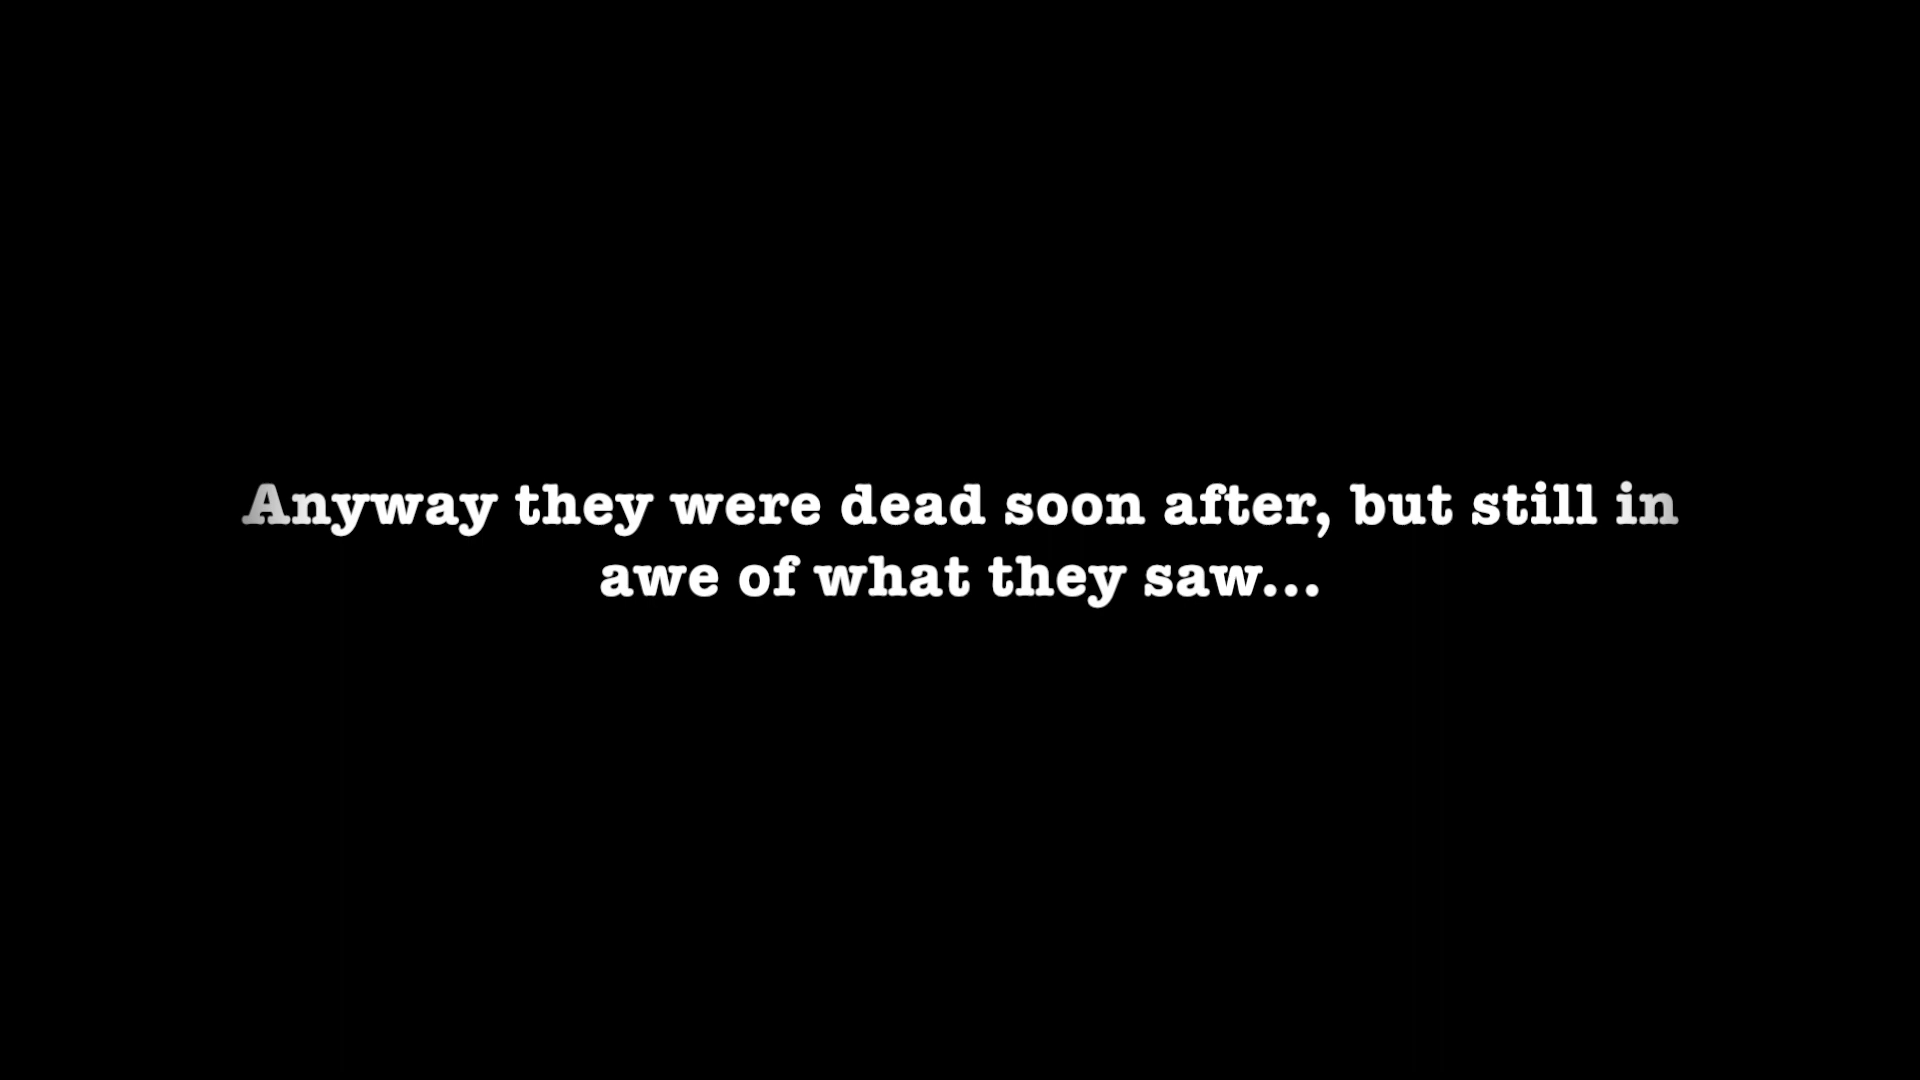 Anyway they were dead soon after, but still in
awe of what they saw...